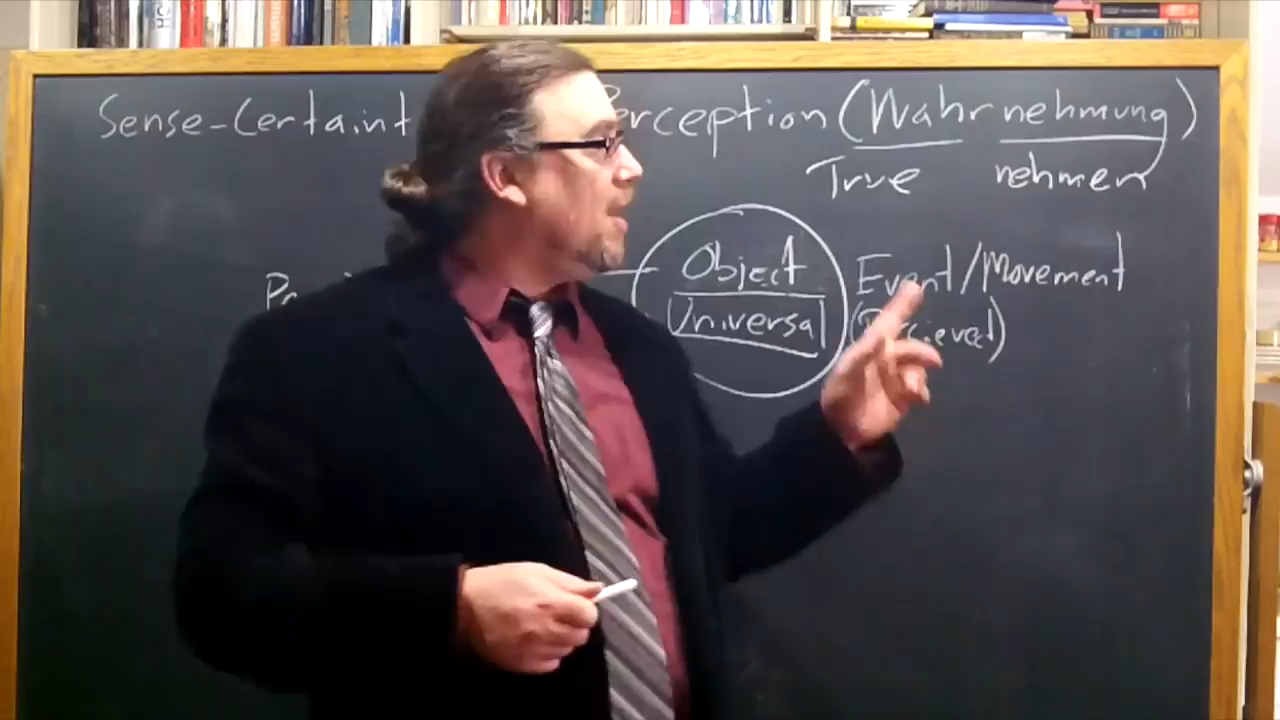 Sense-Certaint erception (Wahrnehmung)
True nehmen
Object Event/Movement
Universal